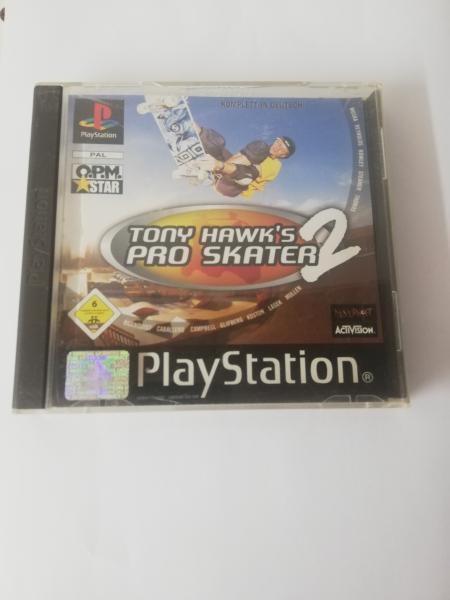 PlayStation
PAL
O.P.M.
STAR
KOMPLETT IN DEUTSCH
TONY HAWK'S
PRO SKATER 2
6
CABALLERO CAMPBELL GLIFBERG KOSTON LASEK MULLEN
ACTIVISION
PlayStation®
PlayStation